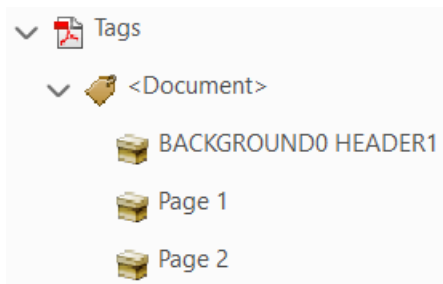 Tags
<Document>
BACKGROUND0 HEADER1
Page 1
Page 2